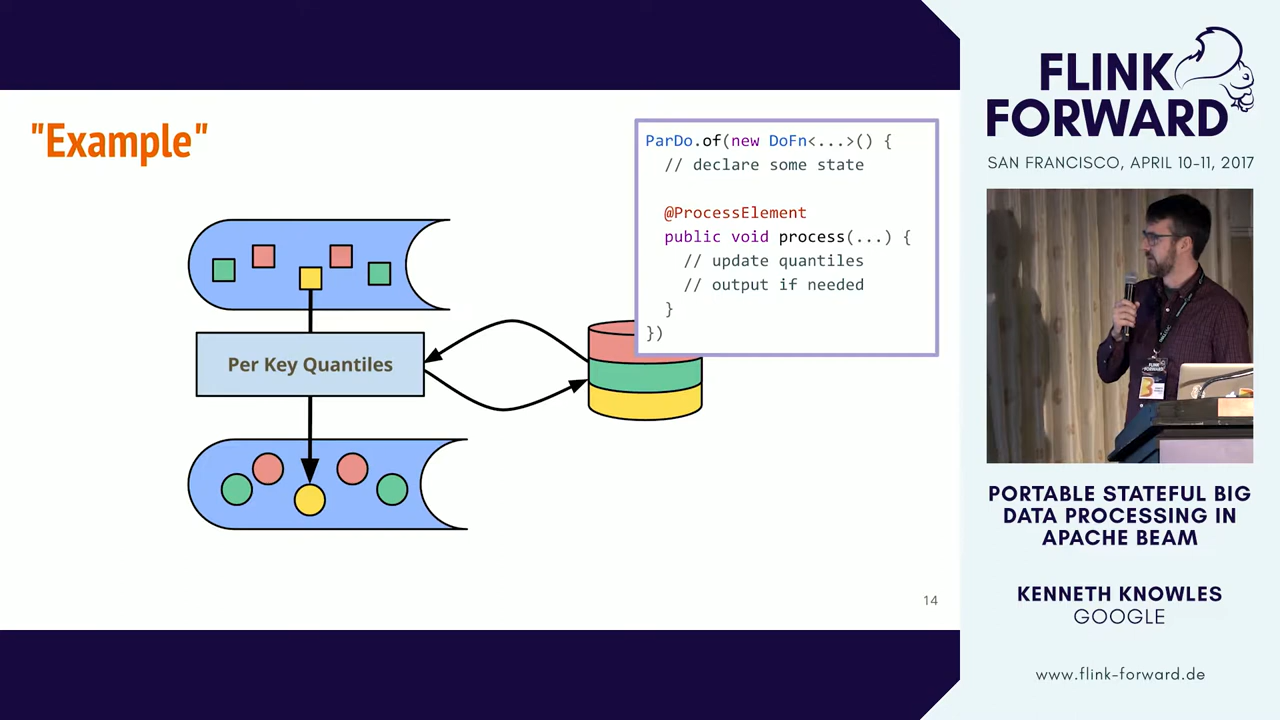 "Example"
ParDo.of(new DoFn<...>() {
// declare some state
@ProcessElement
public void process(...) {
// update quantiles
// output if needed
}
})
Per Key Quantiles
14
FLINK
FORWARD
SAN FRANCISCO, APRIL 10-11, 2017
PORTABLE STATEFUL BIG
DATA PROCESSING IN
APACHE BEAM
KENNETH KNOWLES
GOOGLE
www.flink-forward.de